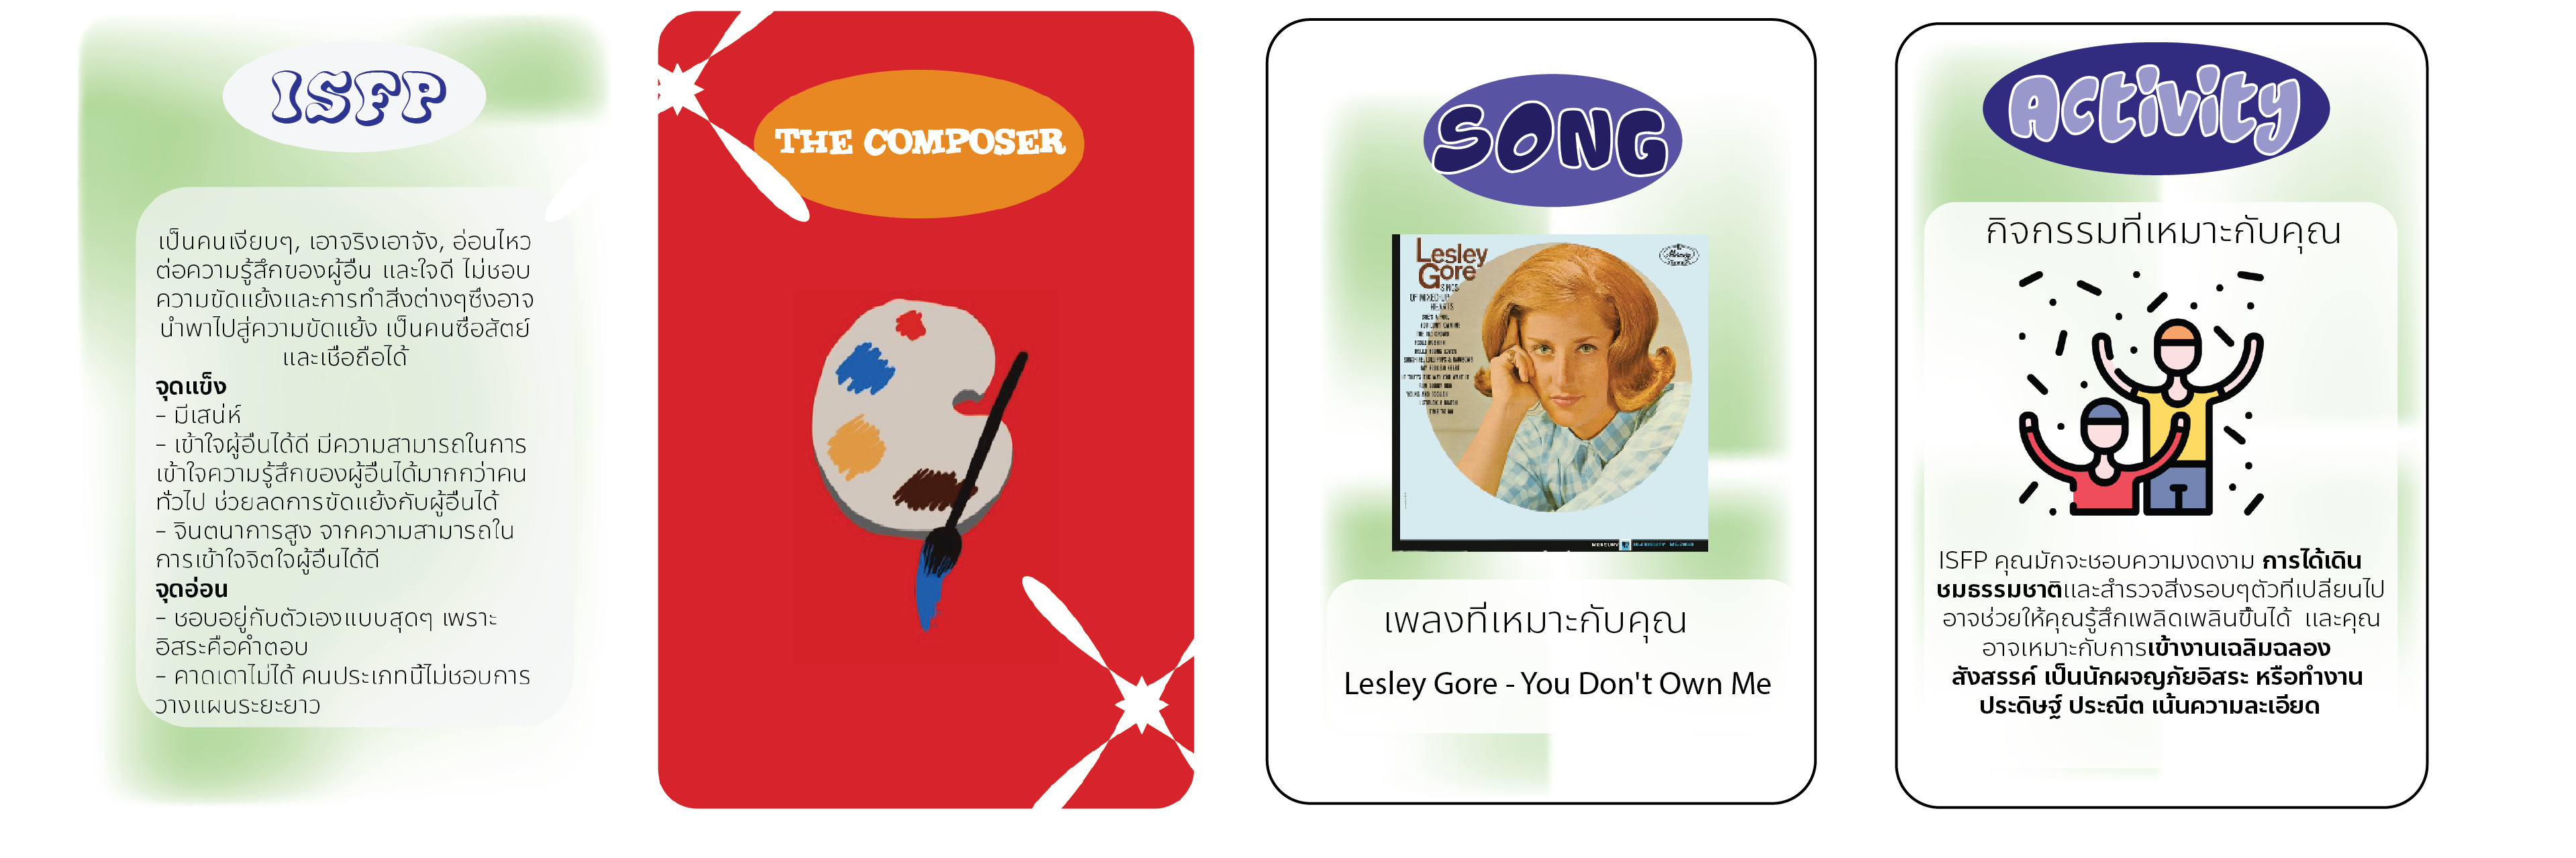 ISFP
เป็นคนเงียบๆ, เอาจริงเอาจัง, อ่อนไหว
ต่อความรู้สึกของผู้อื่น และใจดี ไม่ชอบ
ความขัดแย้งและการทำสิ่งต่างๆซึ่งอาจ
นำพาไปสู่ความขัดแย้ง เป็นคนซื่อสัตย์
และเชื่อถือได้
จุดแข็ง
- มีเสน่ห์
- เข้าใจผู้อื่นได้ดี มีความสามารถในการ
เข้าใจความรู้สึกของผู้อื่นได้มากกว่าคน
ทั่วไป ช่วยลดการขัดแย้งกับผู้อื่นได้
- จินตนาการสูง จากความสามารถใน
การเข้าใจจิตใจผู้อื่นได้ดี
จุดอ่อน
- ชอบอยู่กับตัวเองแบบสุดๆ เพราะ
อิสระคือคำตอบ
- คาดเดาไม่ได้ คนประเภทนี้ไม่ชอบการ
วางแผนระยะยาว
THE COMPOSER
SONG
Lesley
Gore
SINGS
OF MIXED-UP
HEARTS
Mercury
MERCURY
เพลงที่เหมาะกับคุณ
Lesley Gore - You Don't Own Me
Activity
กิจกรรมที่เหมาะกับคุณ
ISFP คุณมักจะชอบความงดงาม การได้เดิน
ชมธรรมชาติและสำรวจสิ่งรอบๆตัวที่เปลี่ยนไป
อาจช่วยให้คุณรู้สึกเพลิดเพลินขึ้นได้ และคุณ
อาจเหมาะกับการเข้างานเฉลิมฉลอง
สังสรรค์ เป็นนักผจญภัยอิสระ หรือทำงาน
ประดิษฐ์ ประณีต เน้นความละเอียด